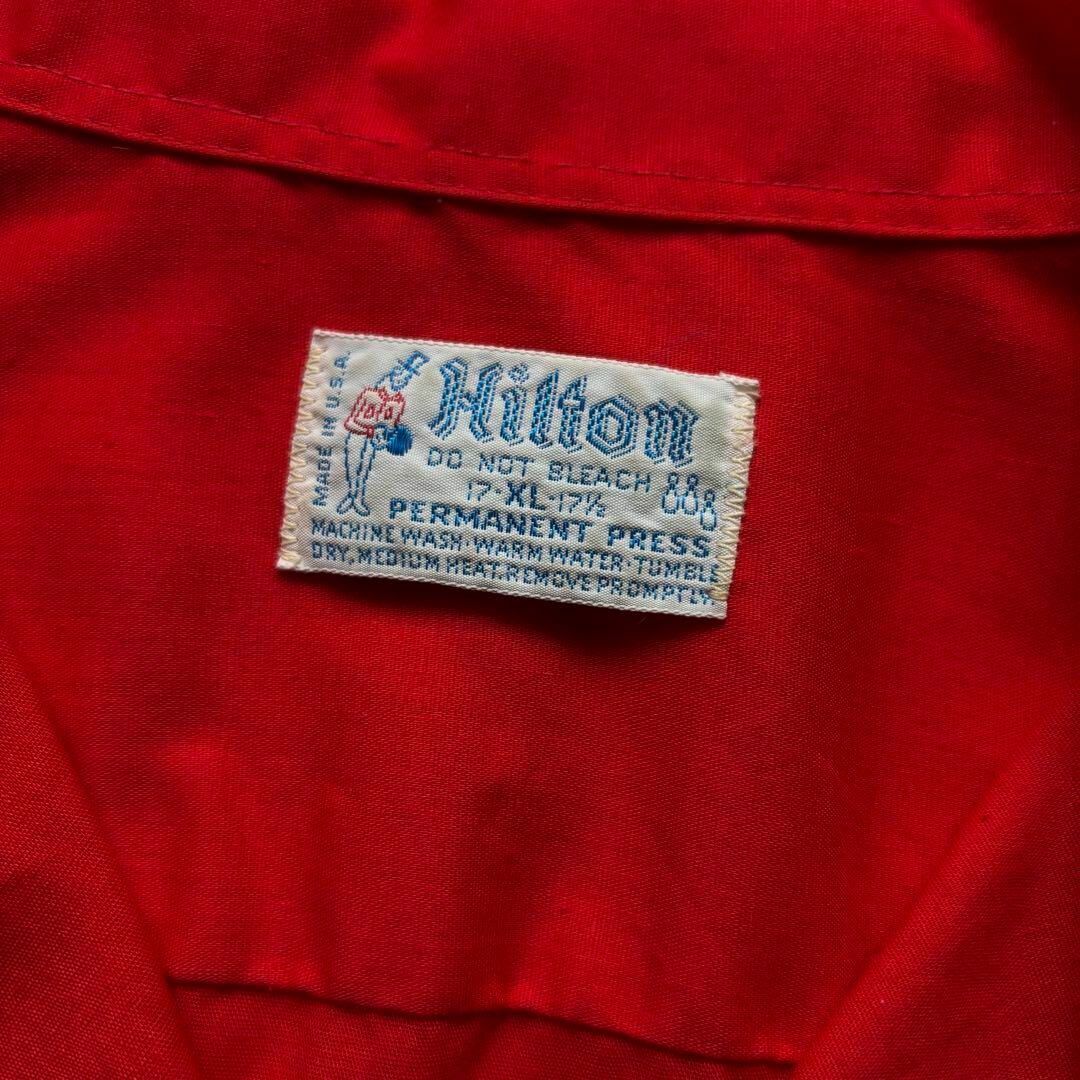 MADE IN U.S.A.
Hilton
DO NOT BLEACH
17-XL-17½
PERMANENT PRESS
MACHINE WASH·WARM WATER·TUMBLE
DRY, MEDIUM HEAT. REMOVE PROMPTLY.